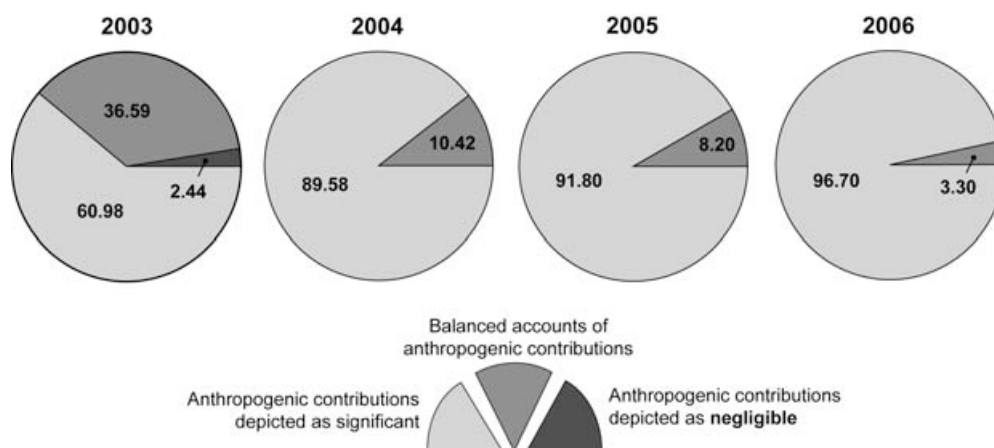 2003 2004 2005 2006
36.59
2.44
60.98
10.42
89.58
8.20
91.80
3.30
96.70
Balanced accounts of
anthropogenic contributions
Anthropogenic contributions
depicted as significant
Anthropogenic contributions
depicted as negligible